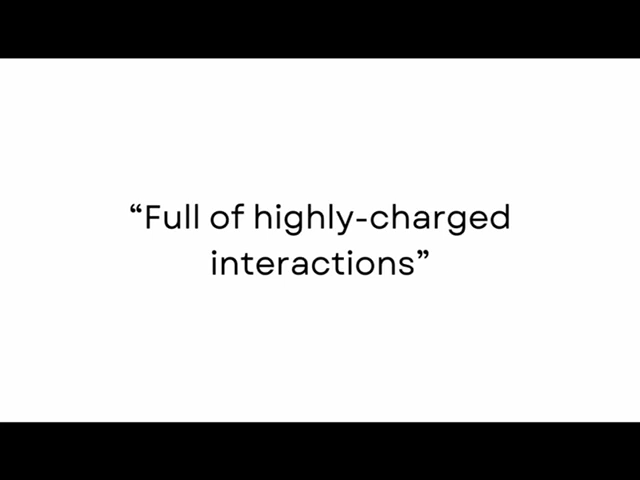 “Full of highly-charged
interactions”